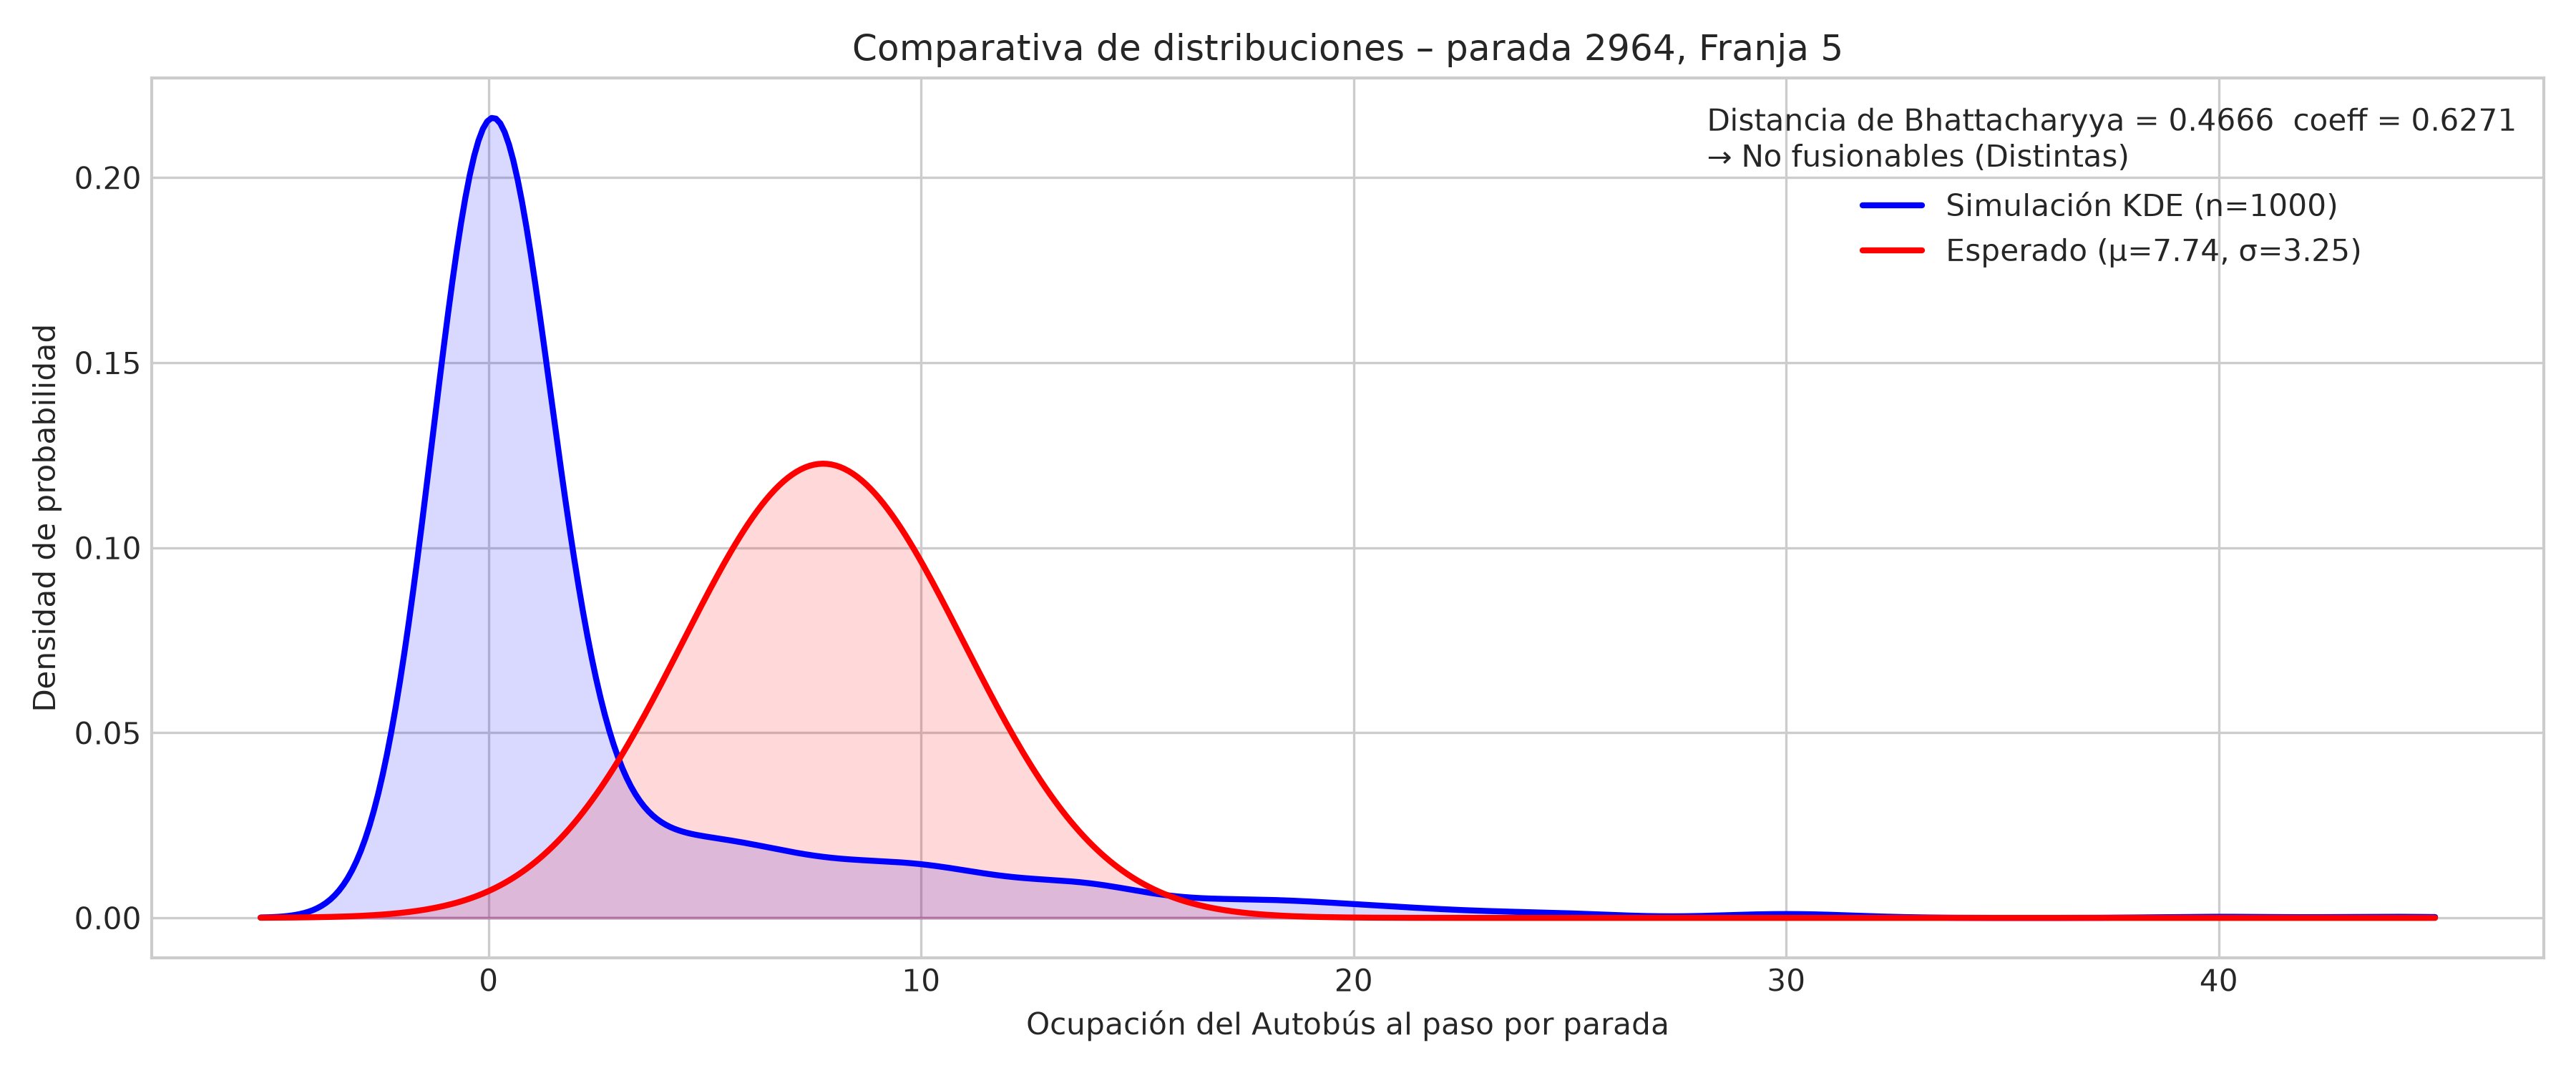 Comparativa de distribuciones – parada 2964, Franja 5
Distancia de Bhattacharyya = 0.4666  coeff = 0.6271
→ No fusionables (Distintas)
Simulación KDE (n=1000)
Esperado (μ=7.74, σ=3.25)
Densidad de probabilidad
0.20
0.15
0.10
0.05
0.00
0
10
20
30
40
Ocupación del Autobús al paso por parada